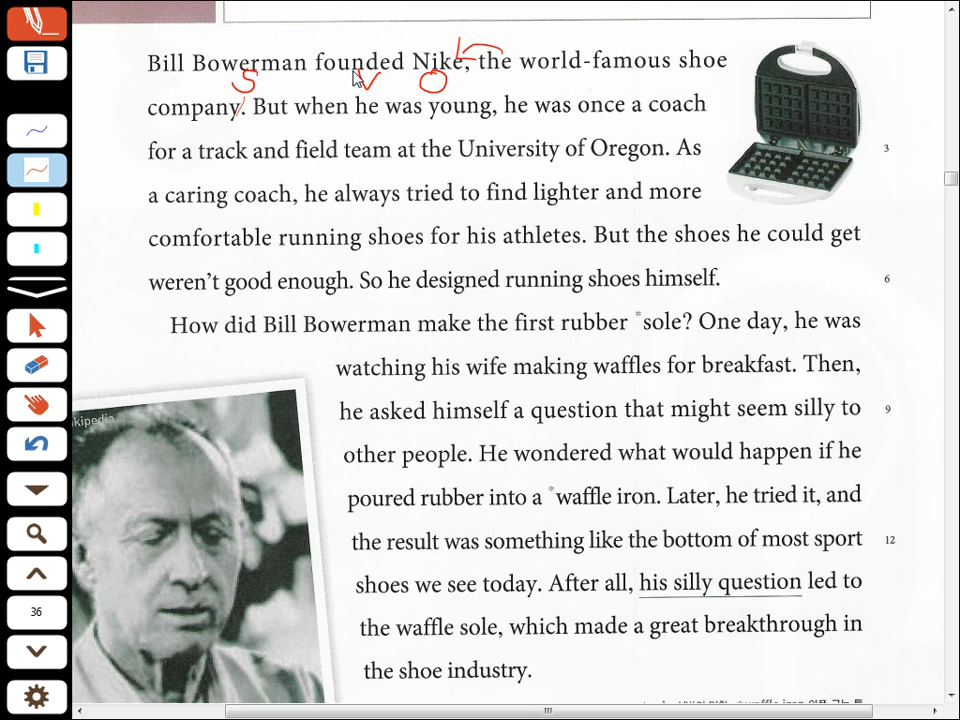 Bill Bowerman founded Nike, the world-famous shoe
S V O
company. But when he was young, he was once a coach
for a track and field team at the University of Oregon. As
3
a caring coach, he always tried to find lighter and more
comfortable running shoes for his athletes. But the shoes he could get
weren't good enough. So he designed running shoes himself.
6
How did Bill Bowerman make the first rubber *sole? One day, he was
watching his wife making waffles for breakfast. Then,
he asked himself a question that might seem silly to
9
other people. He wondered what would happen if he
poured rubber into a *waffle iron. Later, he tried it, and
the result was something like the bottom of most sport
12
shoes we see today. After all, his silly question led to
the waffle sole, which made a great breakthrough in
the shoe industry.
kipedia
36